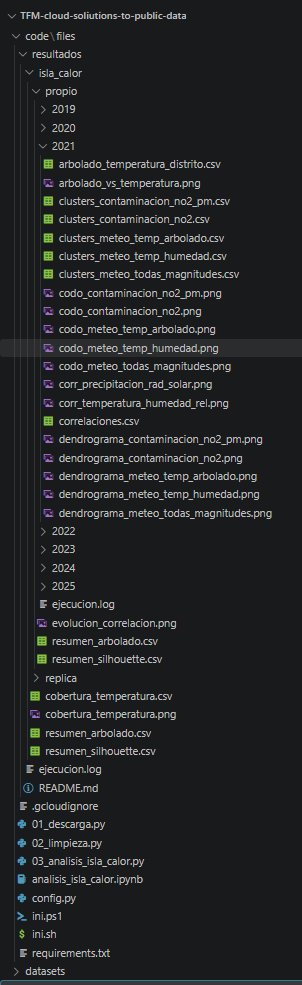 TFM-cloud-soliutions-to-public-data
code\files
resultados
isla_calor
propio
2019
2020
2021
arbolado_temperatura_distrito.csv
arbolado_vs_temperatura.png
clusters_contaminacion_no2_pm.csv
clusters_contaminacion_no2.csv
clusters_meteo_temp_arbolado.csv
clusters_meteo_temp_humedad.csv
clusters_meteo_todas_magnitudes.csv
codo_contaminacion_no2_pm.png
codo_contaminacion_no2.png
codo_meteo_temp_arbolado.png
codo_meteo_temp_humedad.png
codo_meteo_todas_magnitudes.png
corr_precipitacion_rad_solar.png
corr_temperatura_humedad_rel.png
correlaciones.csv
dendrograma_contaminacion_no2_pm.png
dendrograma_contaminacion_no2.png
dendrograma_meteo_temp_arbolado.png
dendrograma_meteo_temp_humedad.png
dendrograma_meteo_todas_magnitudes.png
2022
2023
2024
2025
ejecucion.log
evolucion_correlacion.png
resumen_arbolado.csv
resumen_silhouette.csv
replica
cobertura_temperatura.csv
cobertura_temperatura.png
resumen_arbolado.csv
resumen_silhouette.csv
ejecucion.log
README.md
.gcloudignore
01_descarga.py
02_limpieza.py
03_analisis_isla_calor.py
analisis_isla_calor.ipynb
config.py
ini.ps1
ini.sh
requirements.txt
datasets